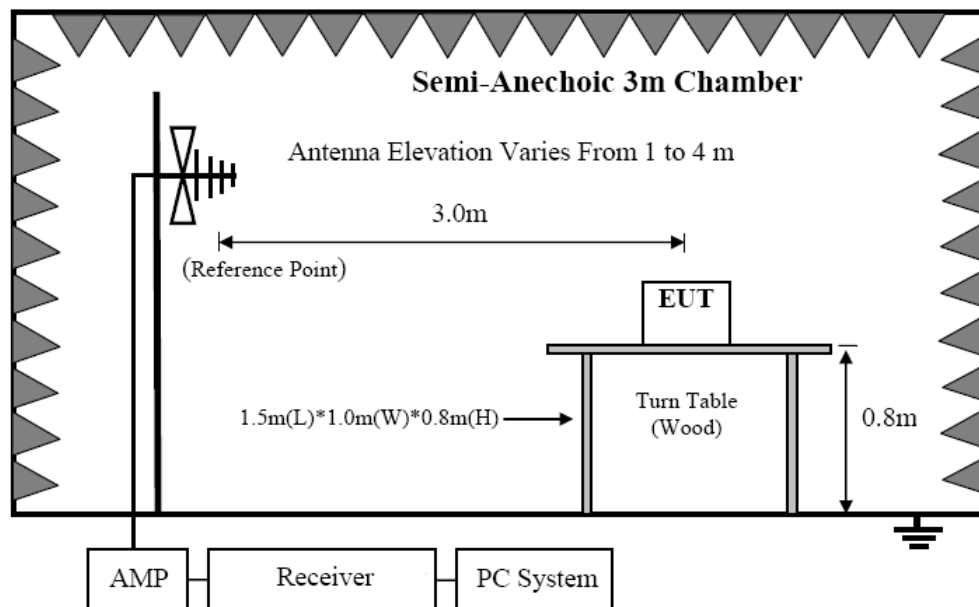 Semi-Anechoic 3m Chamber
Antenna Elevation Varies From 1 to 4 m
3.0m
(Reference Point)
EUT
1.5m(L)*1.0m(W)*0.8m(H)
Turn Table
(Wood)
0.8m
AMP
Receiver
PC System